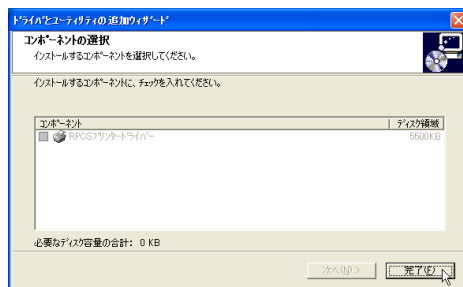 ﾄﾞﾗｲﾊﾞとﾕｰﾃｨﾘﾃｨの追加ｳｨｻﾞｰﾄﾞ
ｺﾝﾎﾟｰﾈﾝﾄの選択
ｲﾝｽﾄｰﾙするｺﾝﾎﾟｰﾈﾝﾄを選択してください。
ｲﾝｽﾄｰﾙするｺﾝﾎﾟｰﾈﾝﾄに、ﾁｪｯｸを入れてください。
ｺﾝﾎﾟｰﾈﾝﾄ ﾃﾞｨｽｸ領域
RPCSﾌﾟﾘﾝﾀｰﾄﾞﾗｲﾊﾞｰ 5500KB
必要なﾃﾞｨｽｸ容量の合計: 0 KB
次へ(N) > 完了(F)